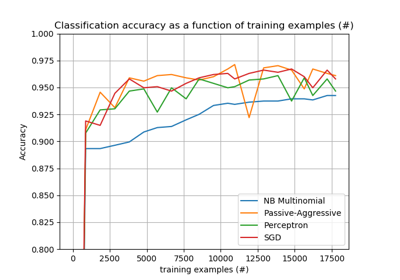 Classification accuracy as a function of training examples (#)
1.000
0.975
0.950
0.925
0.900
0.875
0.850
0.825
0.800
Accuracy
NB Multinomial
Passive-Aggressive
Perceptron
SGD
0 2500 5000 7500 10000 12500 15000 17500
training examples (#)